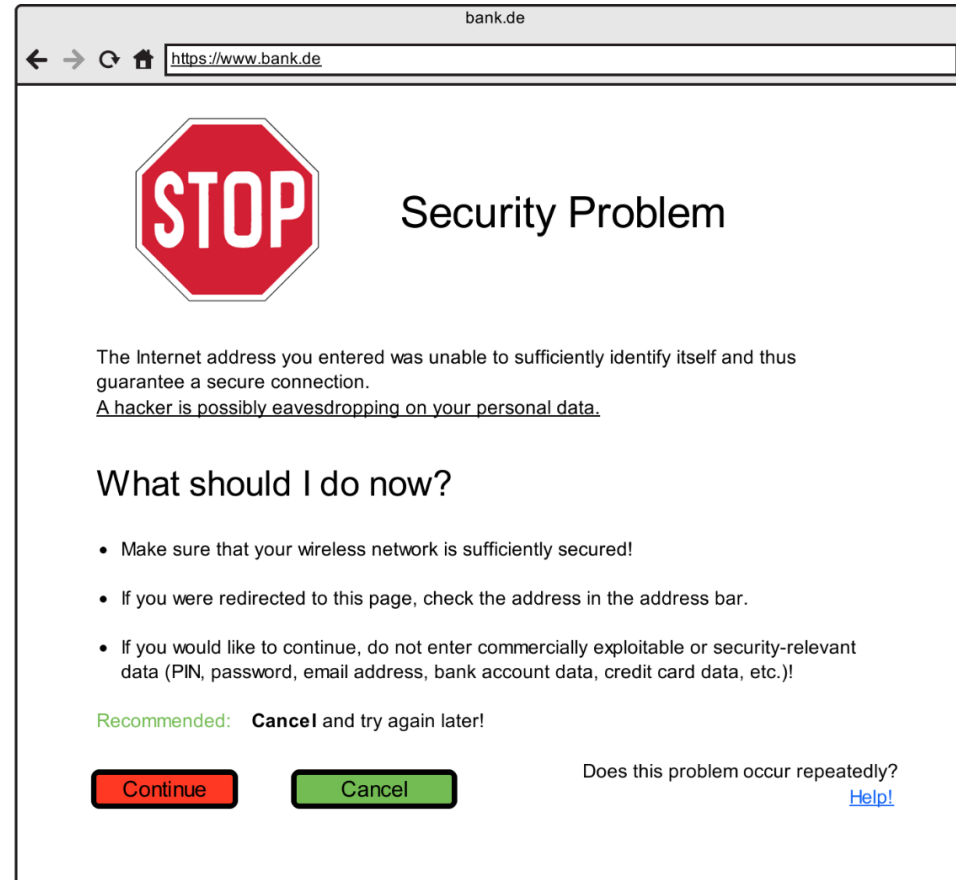 bank.de
https://www.bank.de
STOP
Security Problem
The Internet address you entered was unable to sufficiently identify itself and thus
guarantee a secure connection.
A hacker is possibly eavesdropping on your personal data.
What should I do now?
• Make sure that your wireless network is sufficiently secured!
• If you were redirected to this page, check the address in the address bar.
• If you would like to continue, do not enter commercially exploitable or security-relevant
data (PIN, password, email address, bank account data, credit card data, etc.)!
Recommended: Cancel and try again later!
Continue
Cancel
Does this problem occur repeatedly?
Help!